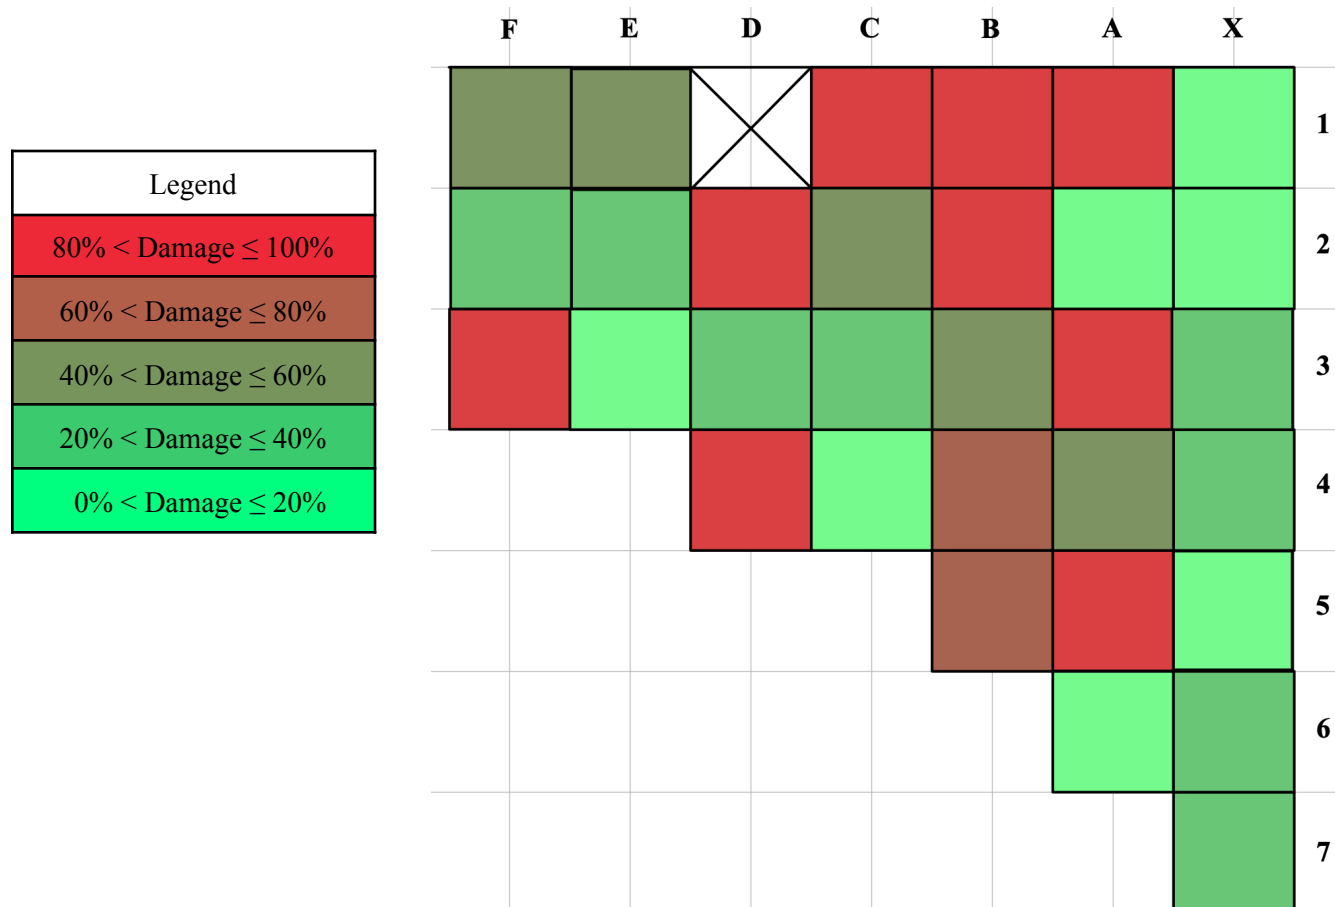 F E D C B A X
1
Legend
2
80% < Damage ≤ 100%
60% < Damage ≤ 80%
3
40% < Damage ≤ 60%
20% < Damage ≤ 40%
4
0% < Damage ≤ 20%
5
6
7